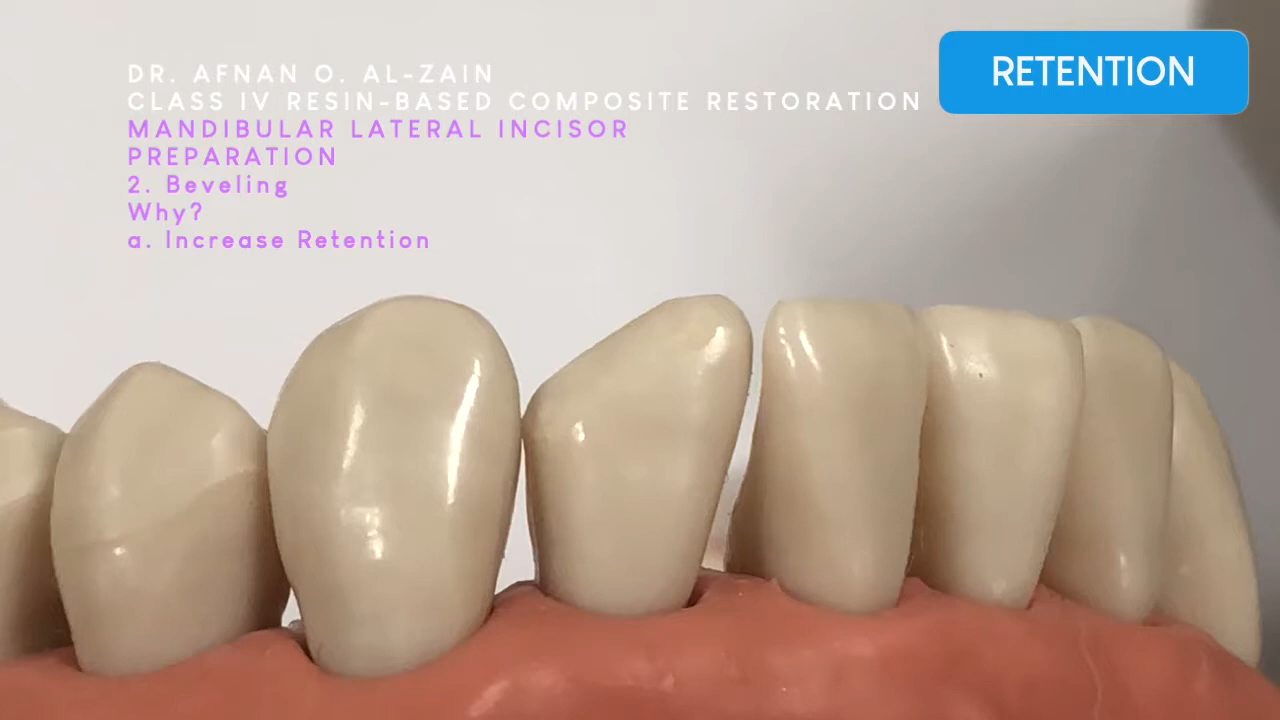 DR. AFNAN O. AL-ZAIN
CLASS IV RESIN-BASED COMPOSITE RESTORATION
MANDIBULAR LATERAL INCISOR
PREPARATION
2. Beveling
Why?
a. Increase Retention
RETENTION